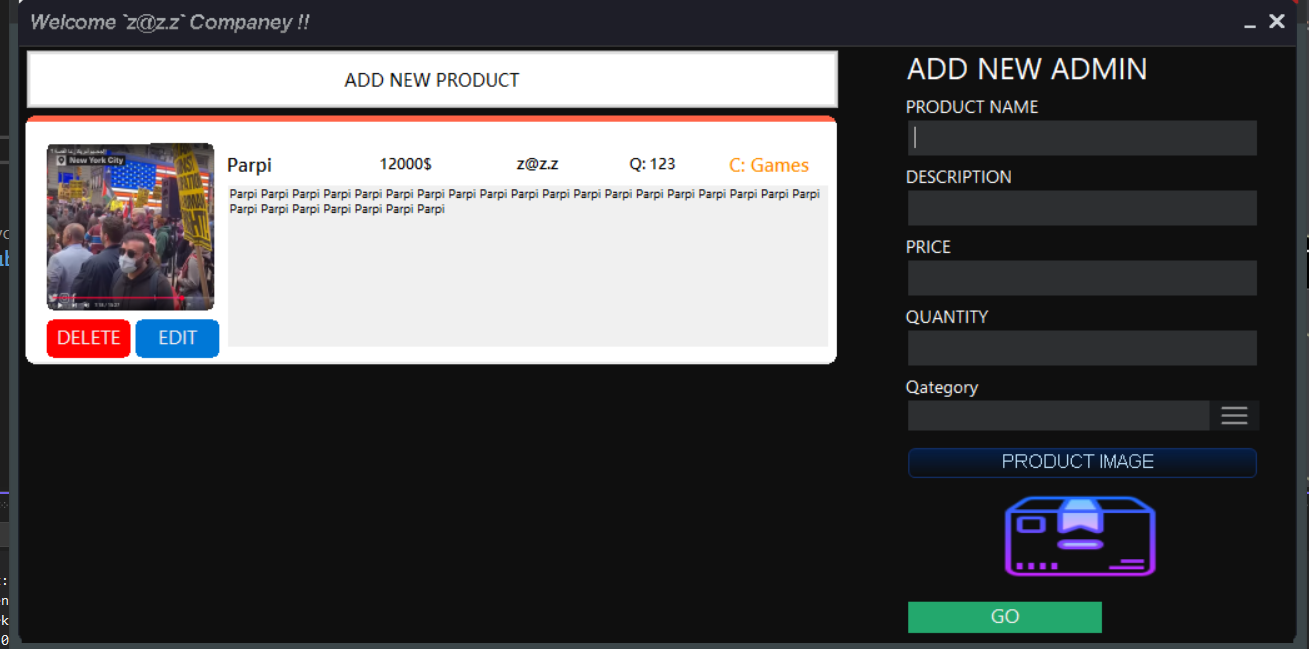 Welcome `z@z.z` Companey !!
ADD NEW PRODUCT
New York City
Parpi
12000$
z@z.z
Q: 123
C: Games
Parpi Parpi Parpi Parpi Parpi Parpi Parpi Parpi Parpi Parpi Parpi Parpi Parpi Parpi Parpi Parpi Parpi Parpi Parpi
Parpi Parpi Parpi Parpi Parpi Parpi Parpi
DELETE
EDIT
ADD NEW ADMIN
PRODUCT NAME
DESCRIPTION
PRICE
QUANTITY
Qategory
PRODUCT IMAGE
GO